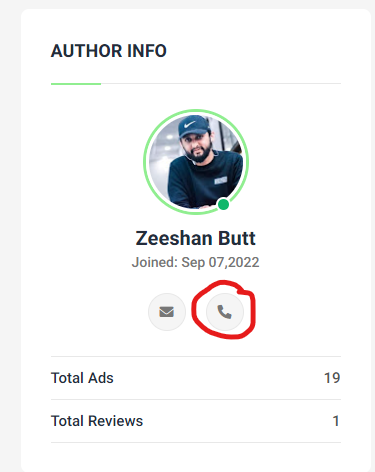 AUTHOR INFO
Zeeshan Butt
Joined: Sep 07,2022
Total Ads 19
Total Reviews 1